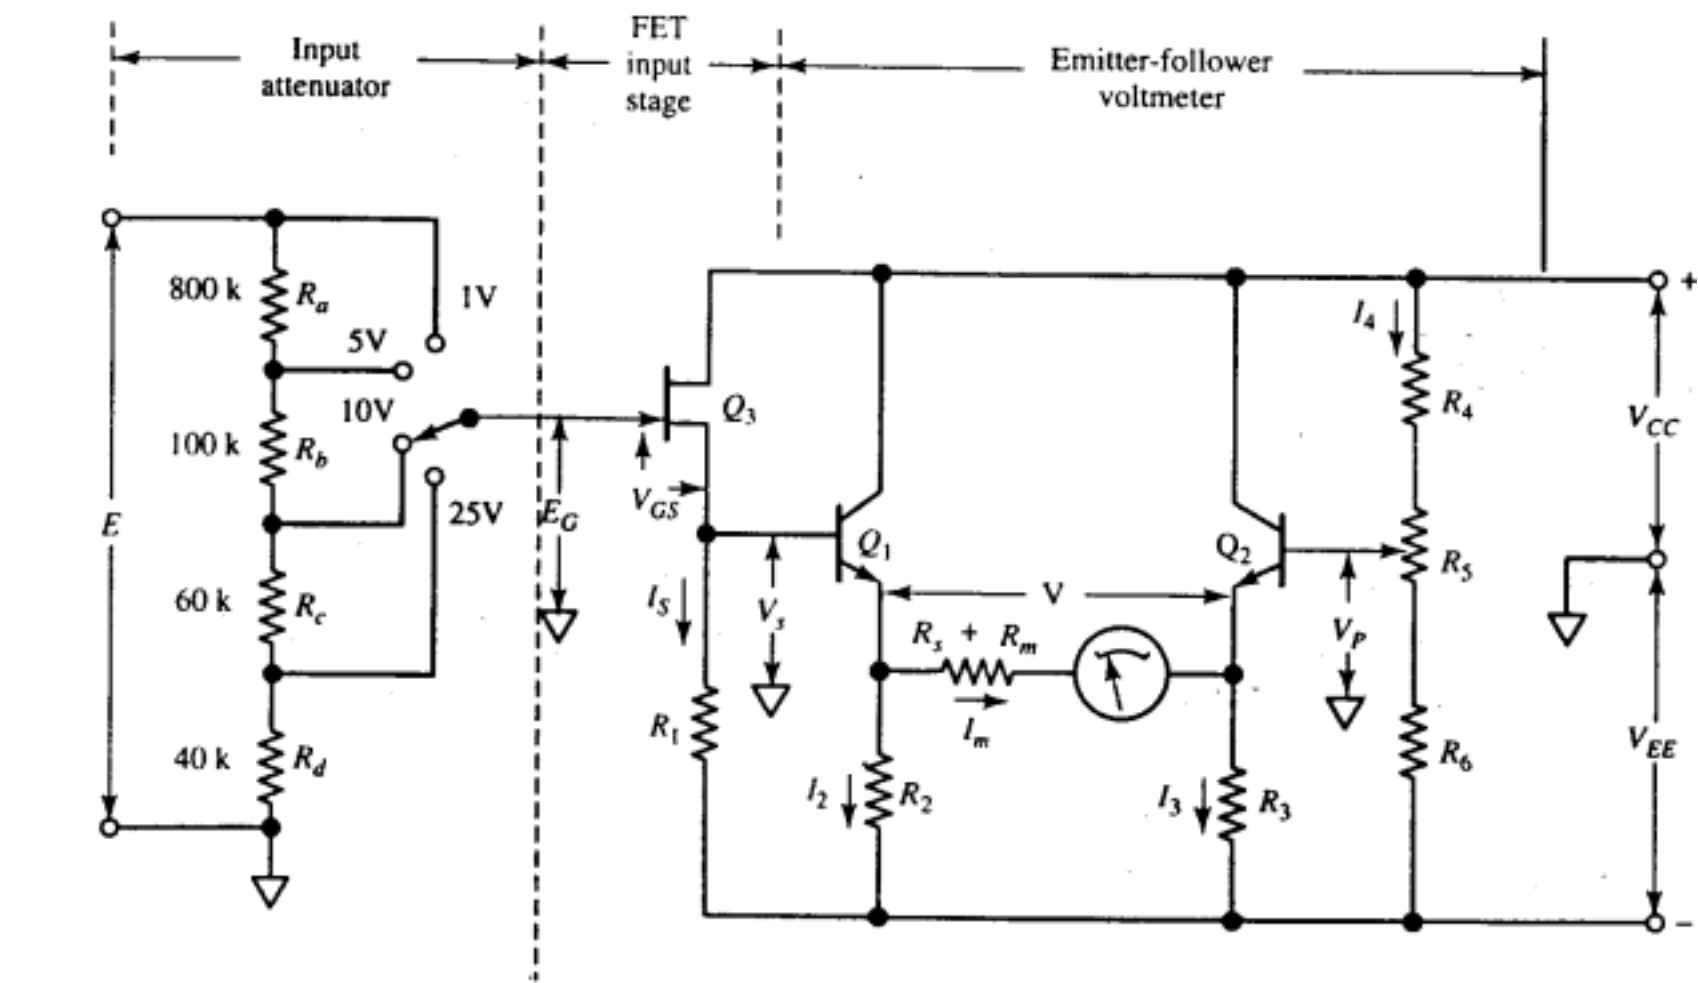 Input
attenuator
FET
input
stage
Emitter-follower
voltmeter
E
800 k
R_a
100 k
R_b
60 k
R_c
40 k
R_d
1V
5V
10V
25V
E_G
V_GS
Q_3
I_S
V_s
R_1
Q_1
V
R_s + R_m
I_m
I_2
R_2
Q_2
I_3
R_3
V_P
I_4
R_4
R_5
R_6
+
V_CC
V_EE
−